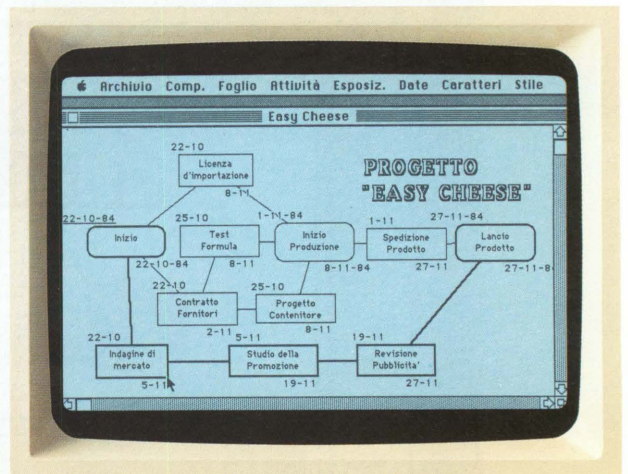 Archivio Comp. Foglio Attività Esposiz. Date Caratteri Stile
Easy Cheese
PROGETTO
"EASY CHEESE"
22-10
Licenza
d'importazione
8-11
22-10-84
Inizio
22-10-84
25-10
Test
Formula
8-11
1-11-84
Inizio
Produzione
8-11-84
1-11
Spedizione
Prodotto
27-11
27-11-84
Lancio
Prodotto
27-11-8
22-10
Contratto
Fornitori
2-11
25-10
Progetto
Contenitore
8-11
22-10
Indagine di
mercato
5-11
5-11
Studio della
Promozione
19-11
19-11
Revisione
Pubblicita'
27-11